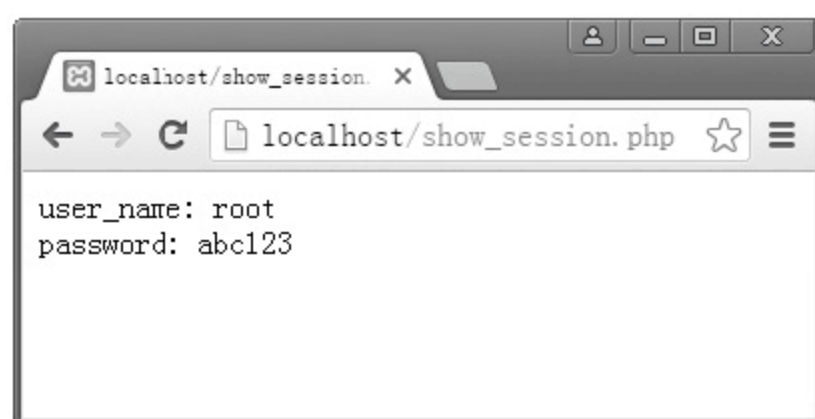 localhost/show_session.
localhost/show_session.php
user_name: root
password: abc123